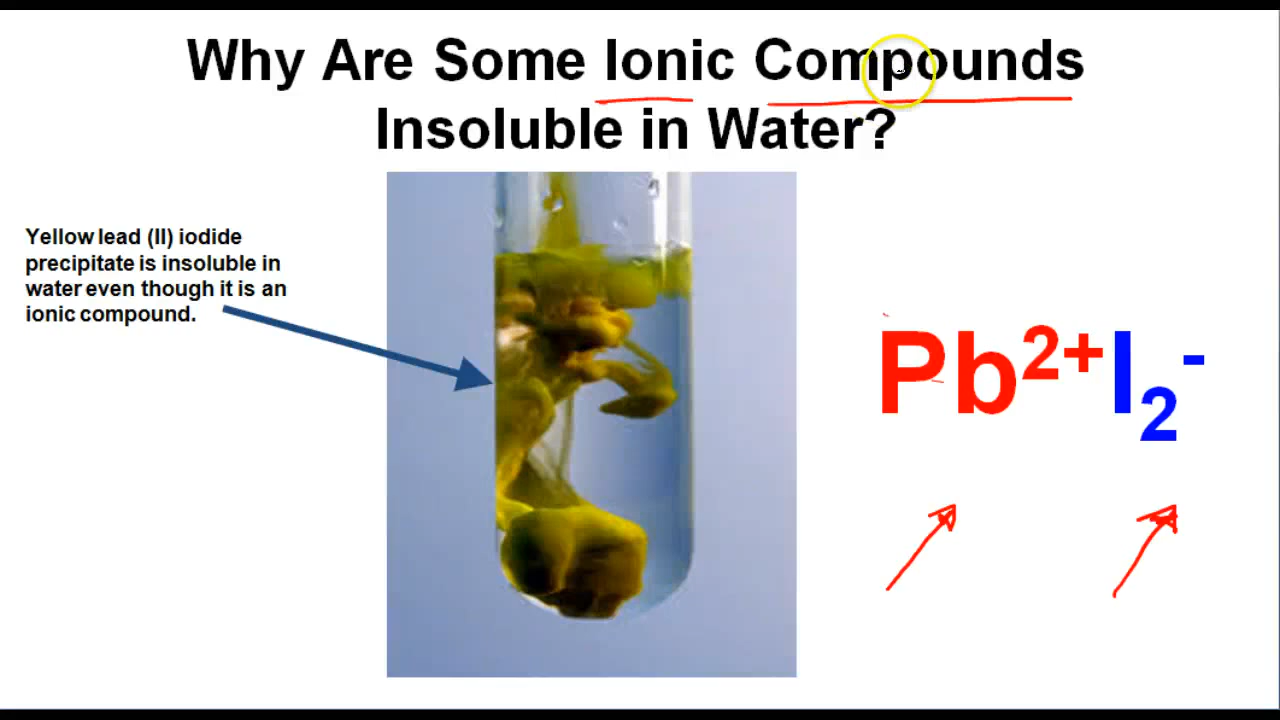 Why Are Some Ionic Compounds
Insoluble in Water?
Yellow lead (II) iodide
precipitate is insoluble in
water even though it is an
ionic compound.
Pb²⁺I₂⁻